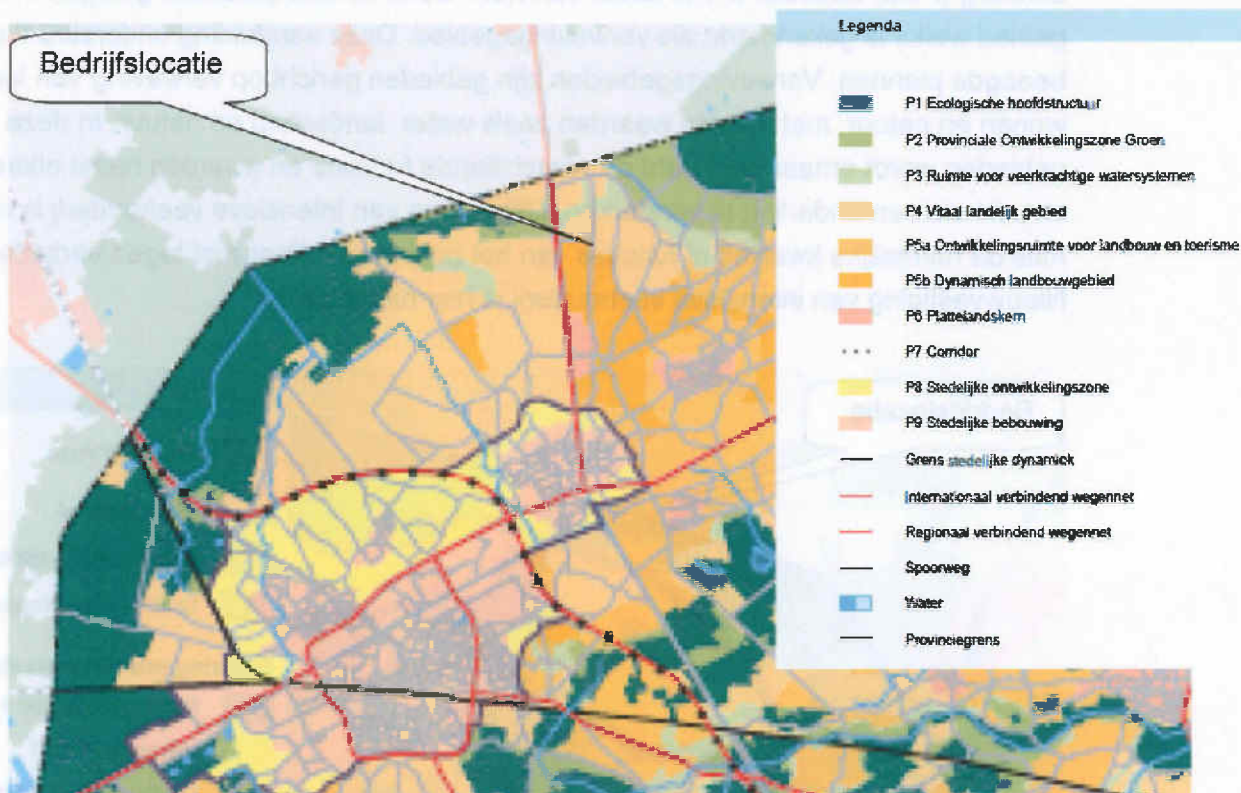 Bedrijfslocatie
Legenda
P1 Ecologische hoofdstructuur
P2 Provinciale Ontwikkelingszone Groen
P3 Ruimte voor veerkrachtige watersystemen
P4 Vitaal landelijk gebied
P5a Ontwikkelingsruimte voor landbouw en toerisme
P5b Dynamisch landbouwgebied
P6 Plattelandskern
P7 Corridor
P8 Stedelijke ontwikkelingszone
P9 Stedelijke bebouwing
Grens stedelijke dynamiek
Internationaal verbindend wegennet
Regionaal verbindend wegennet
Spoorweg
Water
Provinciegrens